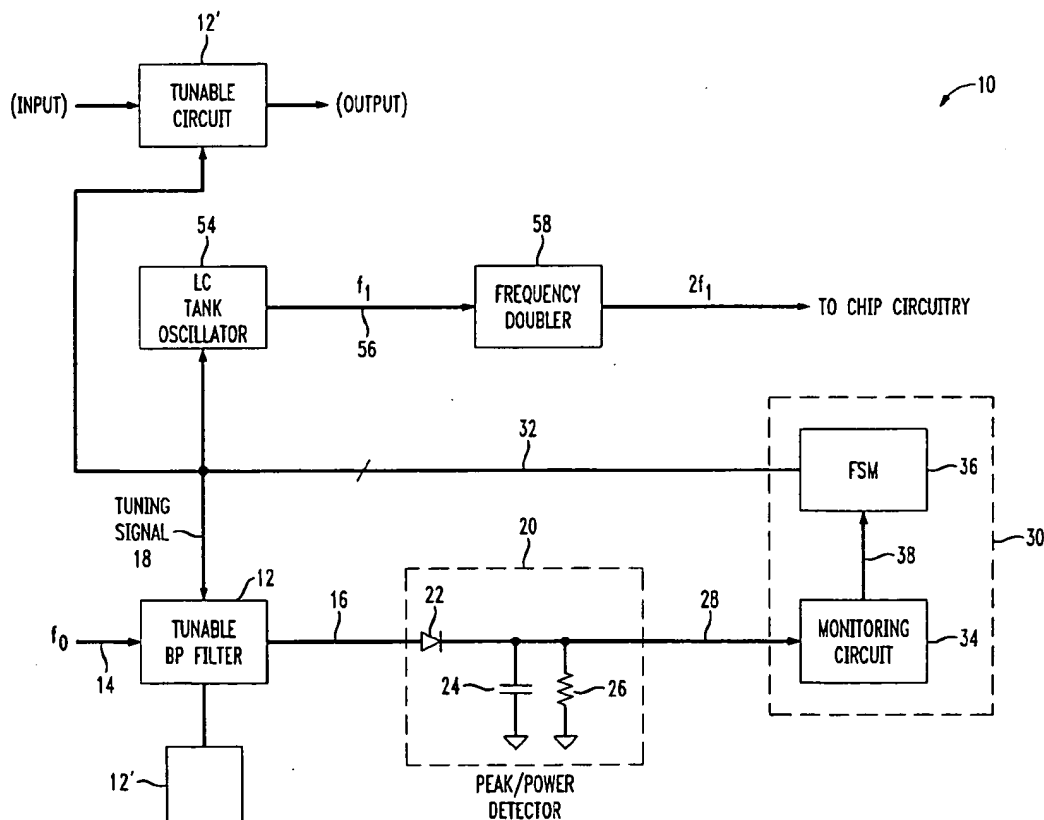 12'
(INPUT)
TUNABLE
CIRCUIT
(OUTPUT)
10
54
LC
TANK
OSCILLATOR
f₁
56
58
FREQUENCY
DOUBLER
2f₁
TO CHIP CIRCUITRY
32
FSM
36
30
38
TUNING
SIGNAL
18
12
f₀
14
TUNABLE
BP FILTER
16
20
22
24
26
28
MONITORING
CIRCUIT
34
12'
PEAK/POWER
DETECTOR